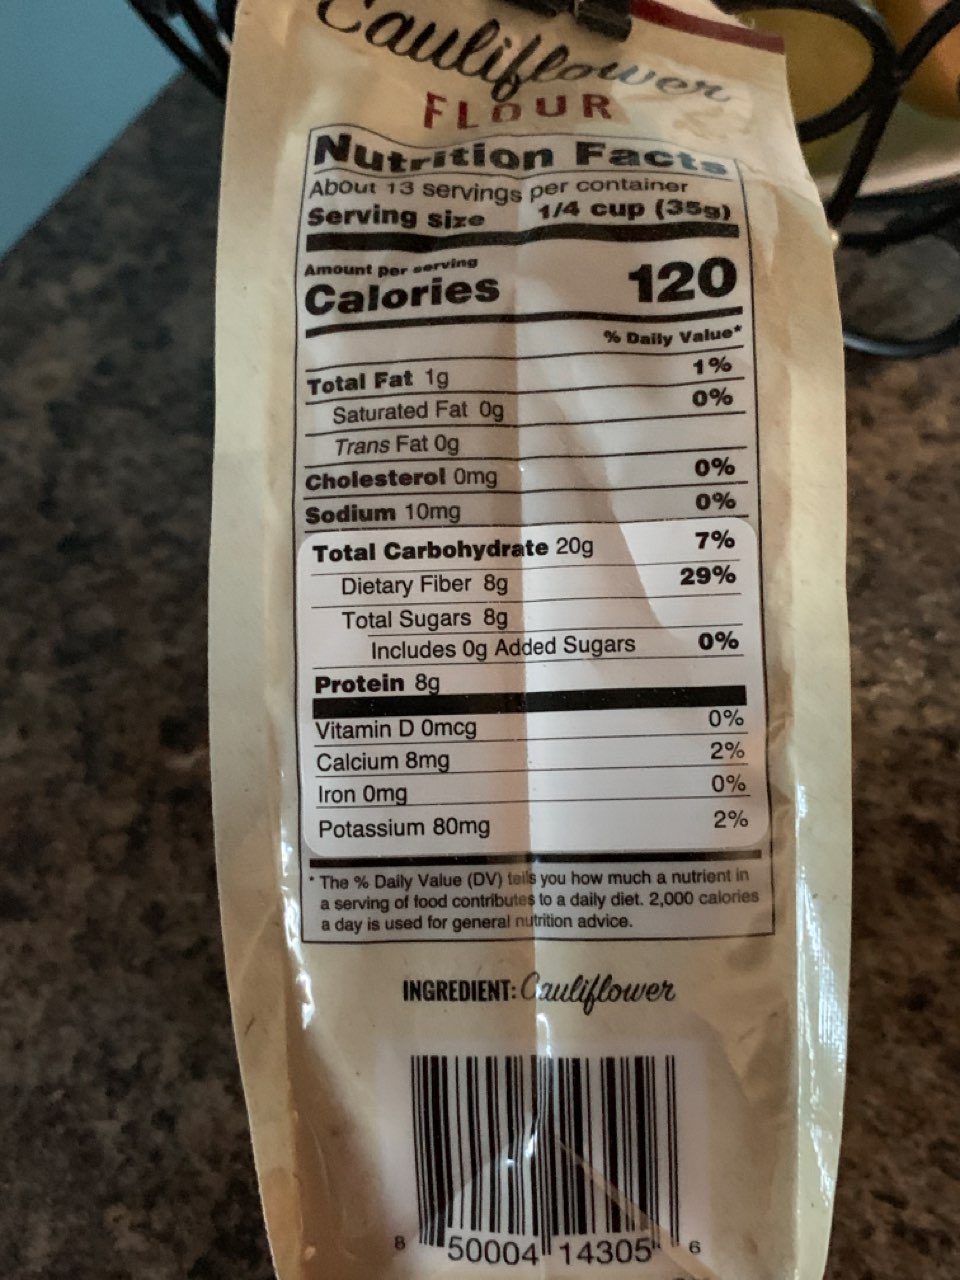 Cauliflower
FLOUR
Nutrition Facts
About 13 servings per container
Serving size 1/4 cup (35g)
Amount per serving
Calories 120
% Daily Value*
Total Fat 1g 1%
Saturated Fat 0g 0%
Trans Fat 0g
Cholesterol 0mg 0%
Sodium 10mg 0%
Total Carbohydrate 20g 7%
Dietary Fiber 8g 29%
Total Sugars 8g
Includes 0g Added Sugars 0%
Protein 8g
Vitamin D 0mcg 0%
Calcium 8mg 2%
Iron 0mg 0%
Potassium 80mg 2%
* The % Daily Value (DV) tells you how much a nutrient in
a serving of food contributes to a daily diet. 2,000 calories
a day is used for general nutrition advice.
INGREDIENT: Cauliflower
8 50004 14305 6